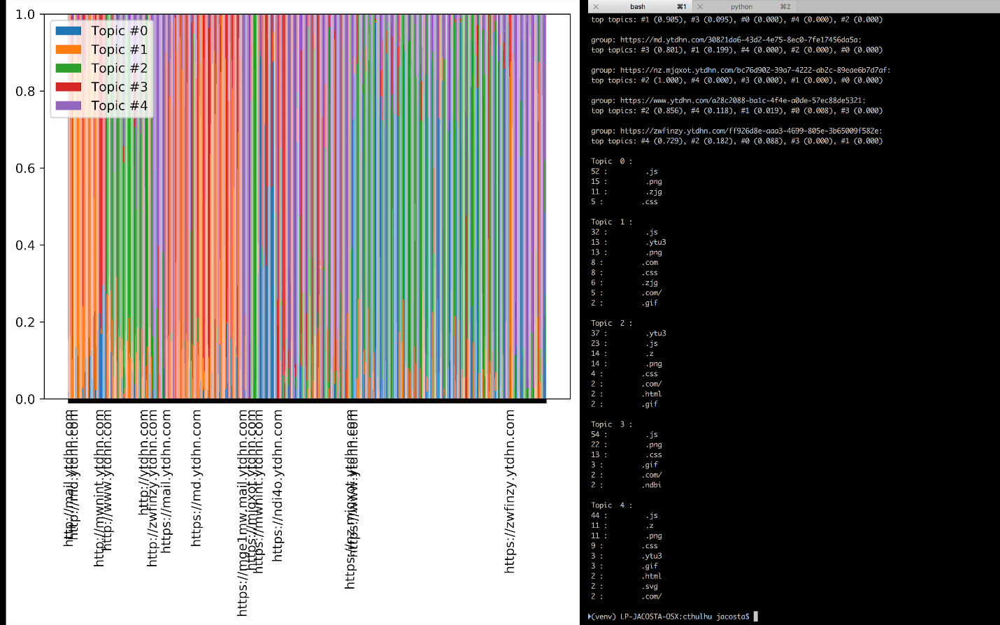 1.0
0.8
0.6
0.4
0.2
0.0
Topic #0
Topic #1
Topic #2
Topic #3
Topic #4
http://mail.ytdhn.com
http://md.ytdhn.com
http://mwnint.ytdhn.com
http://www.ytdhn.com
http://ytdhn.com
http://zwfinzy.ytdhn.com
https://mail.ytdhn.com
https://md.ytdhn.com
https://mge1mw.mail.ytdhn.com
https://mjqxot.ytdhn.com
https://mwnint.ytdhn.com
https://ndi4o.ytdhn.com
https://nz.mjqxot.ytdhn.com
https://www.ytdhn.com
https://zwfinzy.ytdhn.com
bash ⌘1
python ⌘2
top topics: #1 (0.905), #3 (0.095), #0 (0.000), #4 (0.000), #2 (0.000)
group: https://md.ytdhn.com/30821da6-43d2-4e75-8ec0-7fe17456da5a:
top topics: #3 (0.801), #1 (0.199), #4 (0.000), #2 (0.000), #0 (0.000)
group: https://nz.mjqxot.ytdhn.com/bc76d902-39a7-4222-ab2c-89eae6b7d7af:
top topics: #2 (1.000), #4 (0.000), #3 (0.000), #1 (0.000), #0 (0.000)
group: https://www.ytdhn.com/a28c2088-ba1c-4f4e-a0de-57ec88de5321:
top topics: #2 (0.856), #4 (0.118), #1 (0.019), #0 (0.008), #3 (0.000)
group: https://zwfinzy.ytdhn.com/ff926d8e-aaa3-4699-805e-3b65009f582e:
top topics: #4 (0.729), #2 (0.182), #0 (0.088), #3 (0.000), #1 (0.000)
Topic 0 :
52 : .js
15 : .png
11 : .zjg
5 : .css
Topic 1 :
32 : .js
13 : .ytu3
13 : .png
8 : .com
8 : .css
6 : .zjg
5 : .com/
2 : .gif
Topic 2 :
37 : .ytu3
23 : .js
14 : .z
14 : .png
4 : .css
2 : .com/
2 : .html
2 : .gif
Topic 3 :
54 : .js
22 : .png
13 : .css
3 : .gif
2 : .com/
2 : .ndbi
Topic 4 :
44 : .js
11 : .z
11 : .png
9 : .css
3 : .ytu3
3 : .gif
2 : .html
2 : .svg
2 : .com/
(venv) LP-JACOSTA-OSX:cthulhu jacosta$